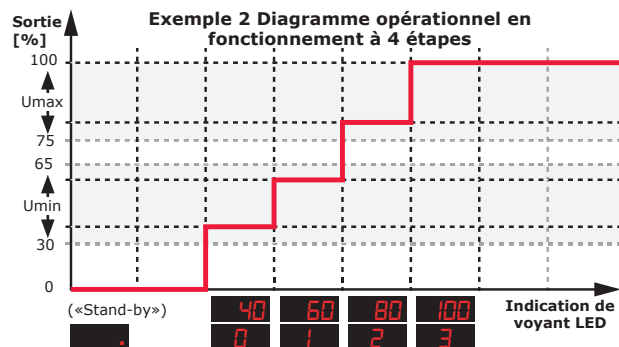 Exemple 2 Diagramme opérationnel en
fonctionnement à 4 étapes
Sortie
[%]
100
Umax
75
65
Umin
30
0
(«Stand-by»)
.
40 60 80 100
0 1 2 3
Indication de
voyant LED